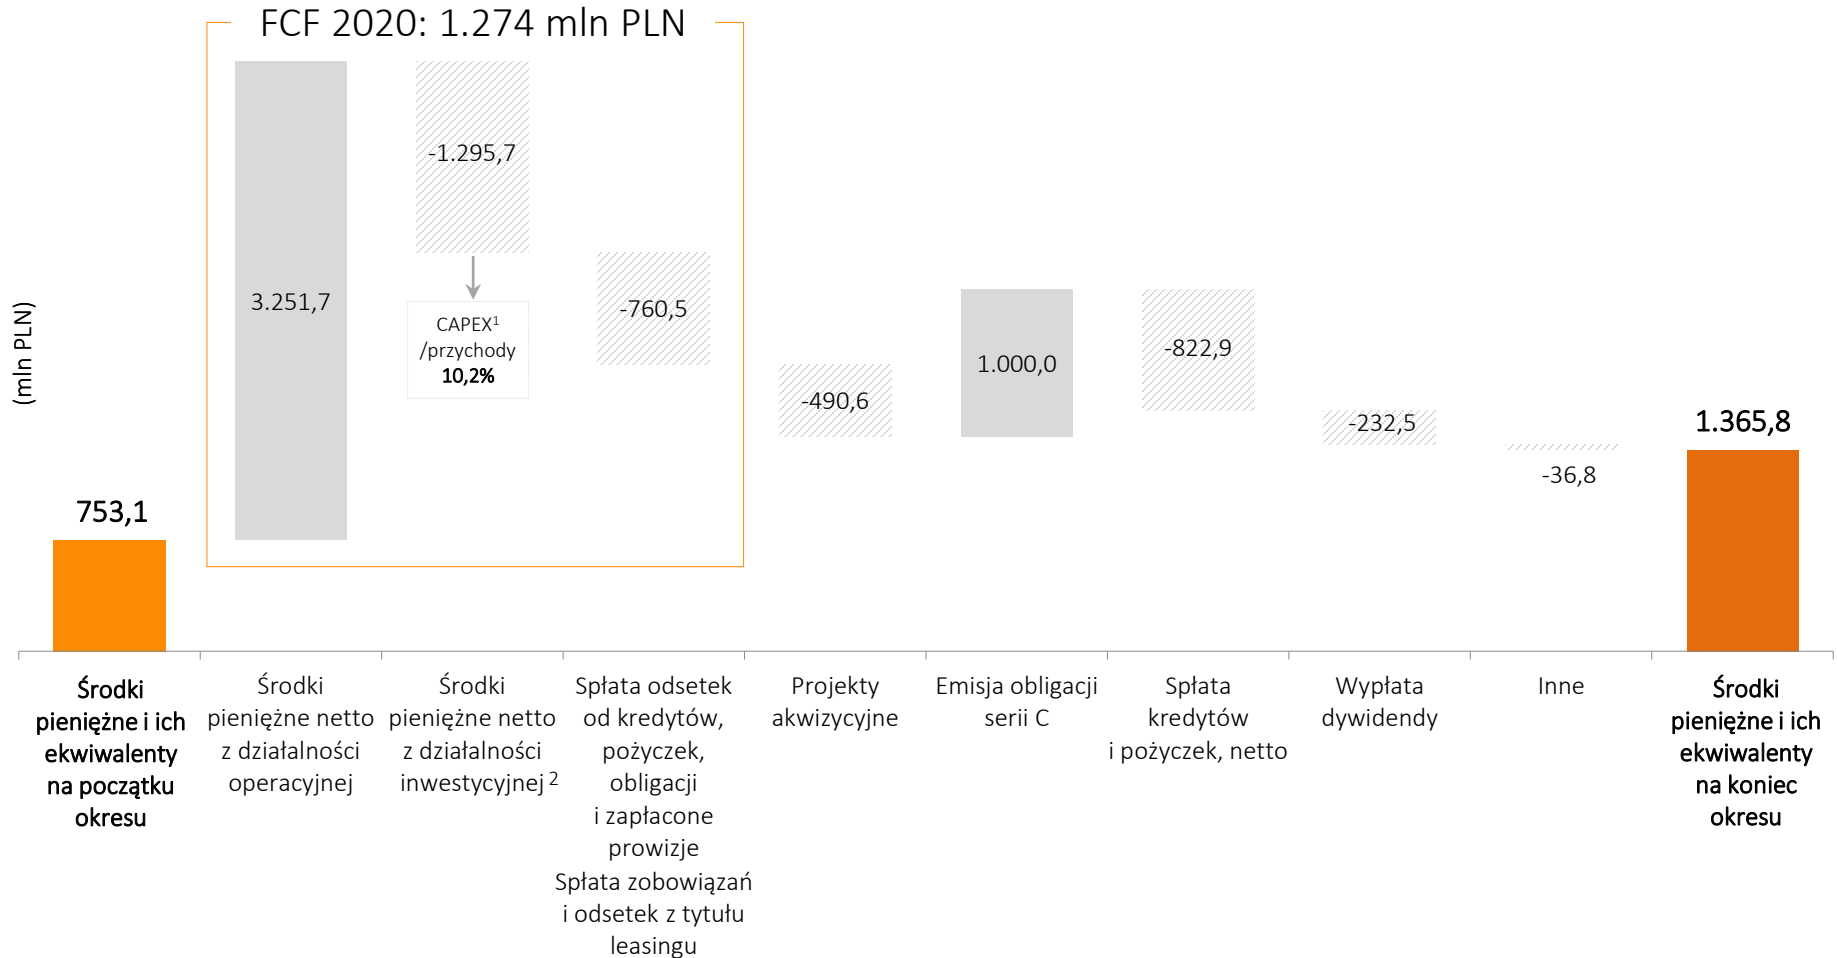 FCF 2020: 1.274 mln PLN
(mln PLN)
753,1
3.251,7
-1.295,7
CAPEX¹
/przychody
10,2%
-760,5
-490,6
1.000,0
-822,9
-232,5
-36,8
1.365,8
Środki
pieniężne i ich
ekwiwalenty
na początku
okresu
Środki
pieniężne netto
z działalności
operacyjnej
Środki
pieniężne netto
z działalności
inwestycyjnej ²
Spłata odsetek
od kredytów,
pożyczek,
obligacji
i zapłacone
prowizje
Spłata zobowiązań
i odsetek z tytułu
leasingu
Projekty
akwizycyjne
Emisja obligacji
serii C
Spłata
kredytów
i pożyczek, netto
Wypłata
dywidendy
Inne
Środki
pieniężne i ich
ekwiwalenty
na koniec
okresu